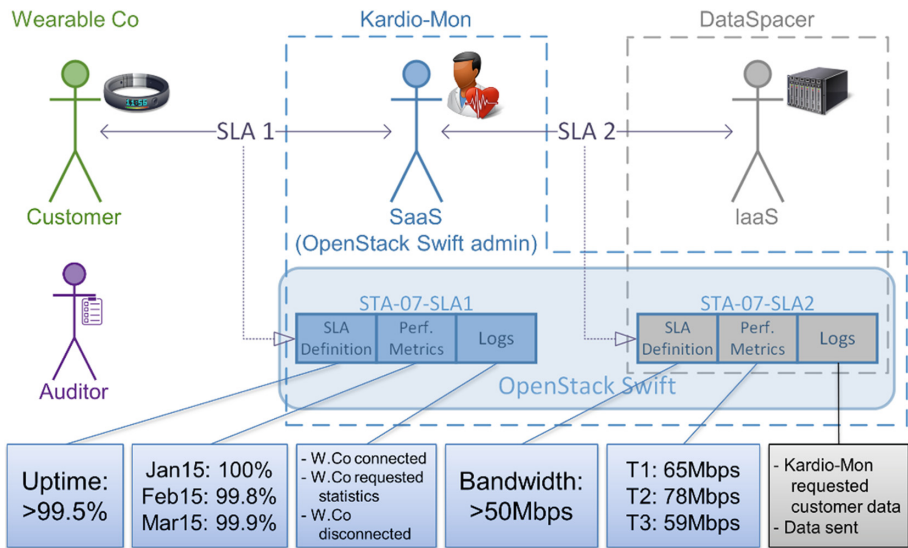 Wearable Co
Kardio-Mon
DataSpacer
SLA 1
SLA 2
Customer
SaaS
(OpenStack Swift admin)
IaaS
Auditor
STA-07-SLA1
SLA
Definition
Perf.
Metrics
Logs
STA-07-SLA2
SLA
Definition
Perf.
Metrics
Logs
OpenStack Swift
Uptime:
>99.5%
Jan15: 100%
Feb15: 99.8%
Mar15: 99.9%
- W.Co connected
- W.Co requested
statistics
- W.Co
disconnected
Bandwidth:
>50Mbps
T1: 65Mbps
T2: 78Mbps
T3: 59Mbps
- Kardio-Mon
requested
customer data
- Data sent